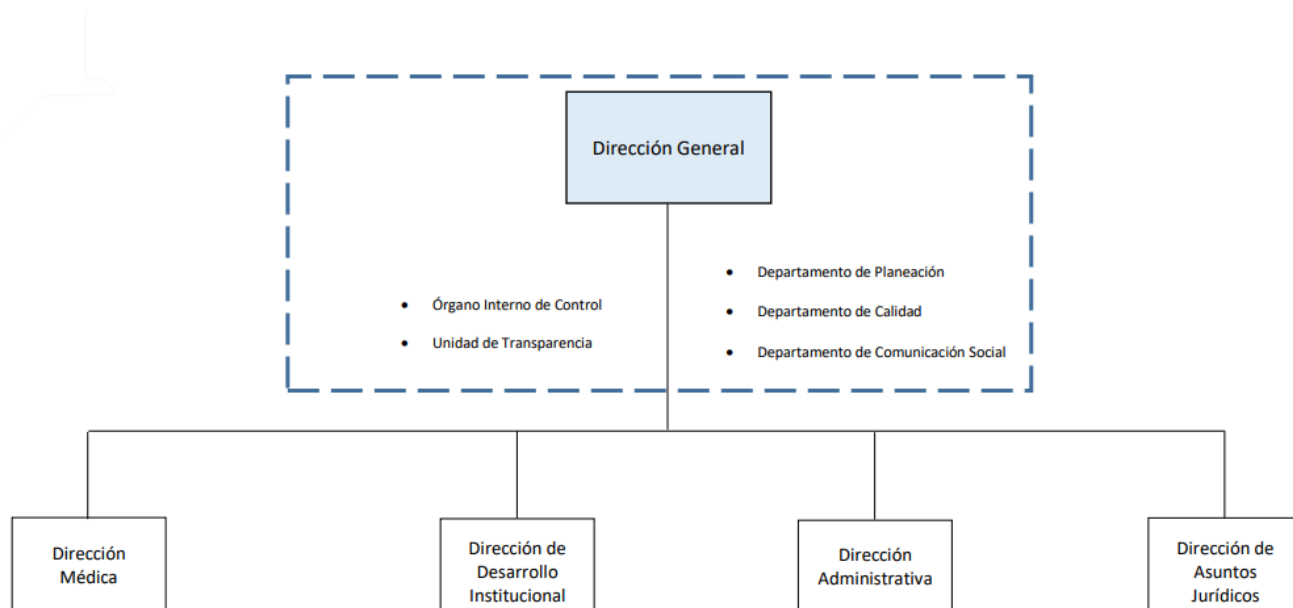 Dirección General
• Órgano Interno de Control
• Unidad de Transparencia
• Departamento de Planeación
• Departamento de Calidad
• Departamento de Comunicación Social
Dirección
Médica
Dirección de
Desarrollo
Institucional
Dirección
Administrativa
Dirección de
Asuntos
Jurídicos